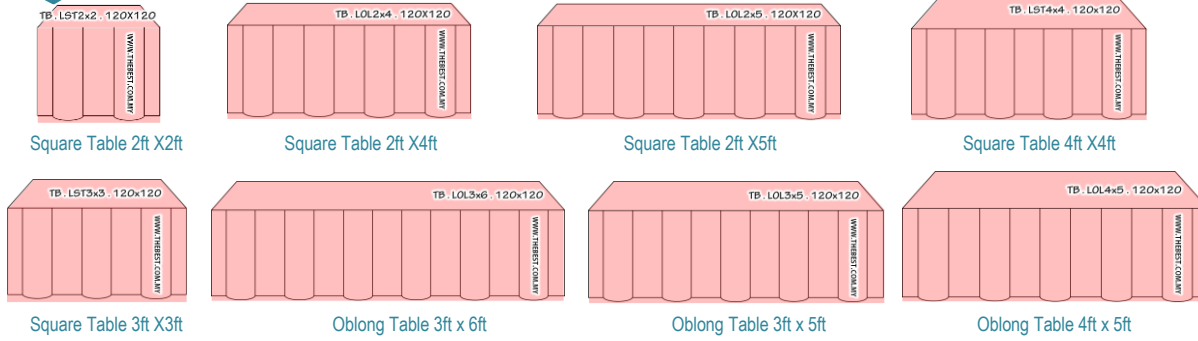 TB. LST2x2 . 120X120
WWW.THEBEST.COM.MY
Square Table 2ft X2ft
TB. LOL2x4 . 120X120
WWW.THEBEST.COM.MY
Square Table 2ft X4ft
TB. LOL2x5 . 120X120
WWW.THEBEST.COM.MY
Square Table 2ft X5ft
TB. LST4x4 . 120x120
WWW.THEBEST.COM.MY
Square Table 4ft X4ft
TB. LST3x3 . 120x120
WWW.THEBEST.COM.MY
Square Table 3ft X3ft
TB. LOL3x6 . 120x120
WWW.THEBEST.COM.MY
Oblong Table 3ft x 6ft
TB. LOL3x5 . 120x120
WWW.THEBEST.COM.MY
Oblong Table 3ft x 5ft
TB. LOL4x5 . 120x120
WWW.THEBEST.COM.MY
Oblong Table 4ft x 5ft